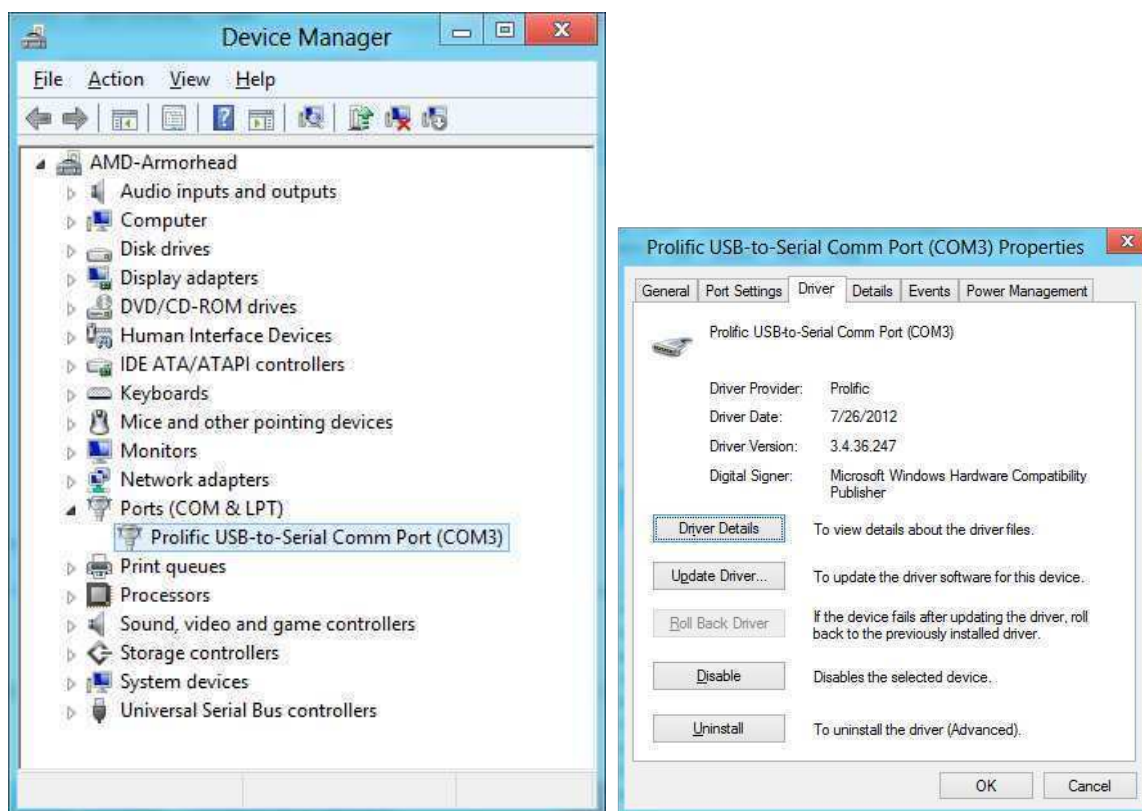 Device Manager
File Action View Help
AMD-Armorhead
Audio inputs and outputs
Computer
Disk drives
Display adapters
DVD/CD-ROM drives
Human Interface Devices
IDE ATA/ATAPI controllers
Keyboards
Mice and other pointing devices
Monitors
Network adapters
Ports (COM & LPT)
Prolific USB-to-Serial Comm Port (COM3)
Print queues
Processors
Sound, video and game controllers
Storage controllers
System devices
Universal Serial Bus controllers
Prolific USB-to-Serial Comm Port (COM3) Properties
General Port Settings Driver Details Events Power Management
Prolific USB-to-Serial Comm Port (COM3)
Driver Provider: Prolific
Driver Date: 7/26/2012
Driver Version: 3.4.36.247
Digital Signer: Microsoft Windows Hardware Compatibility
Publisher
Driver Details To view details about the driver files.
Update Driver... To update the driver software for this device.
Roll Back Driver If the device fails after updating the driver, roll
back to the previously installed driver.
Disable Disables the selected device.
Uninstall To uninstall the driver (Advanced).
OK Cancel